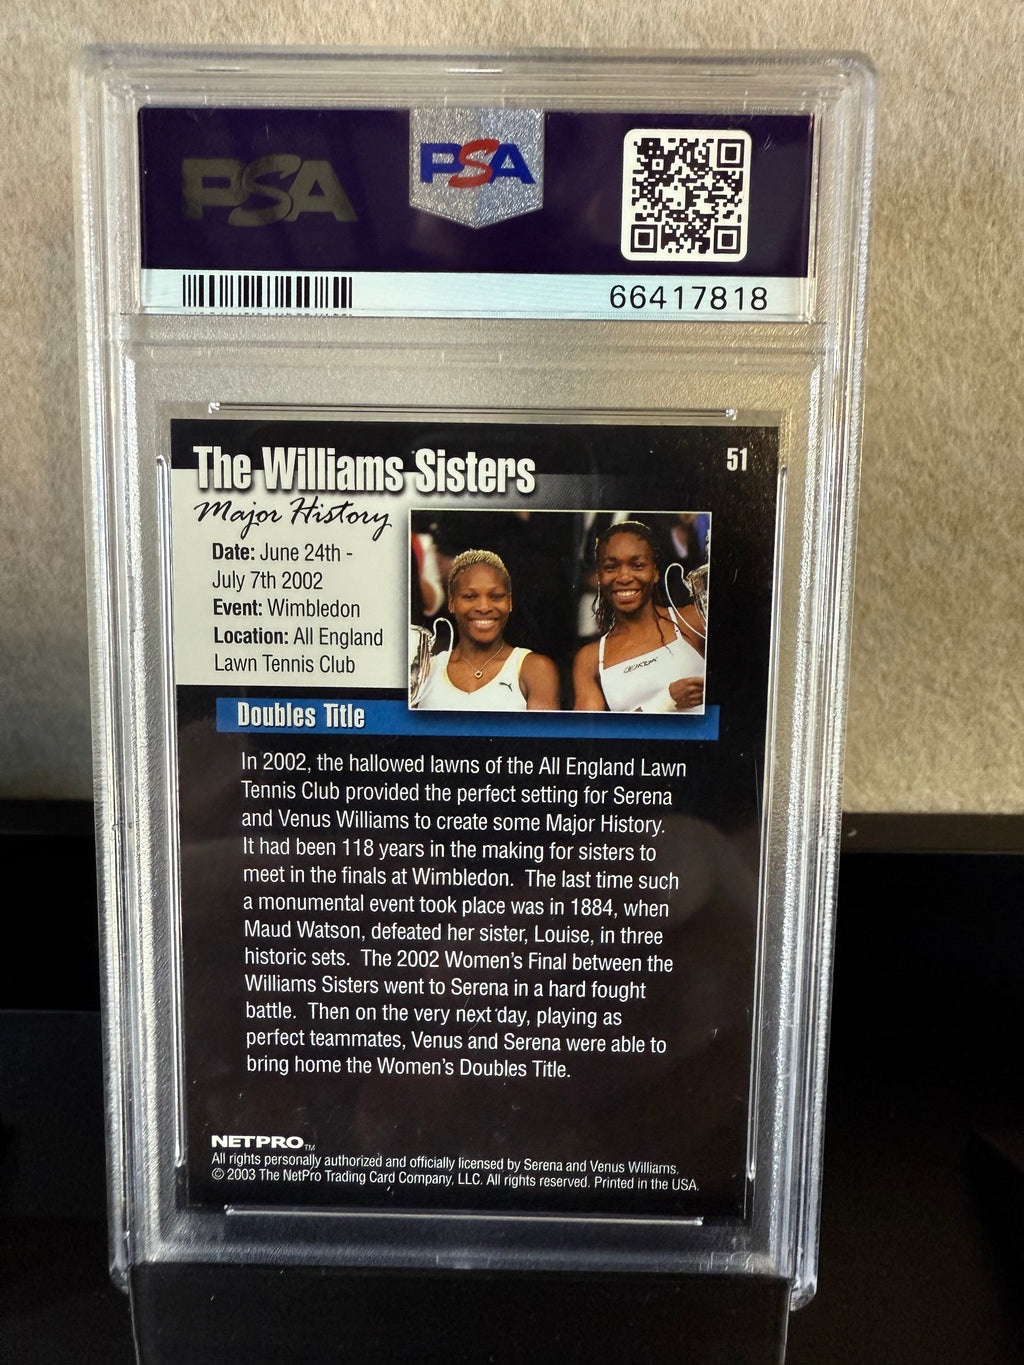 PSA
PSA
66417818
The Williams Sisters
51
Major History
Date: June 24th -
July 7th 2002
Event: Wimbledon
Location: All England
Lawn Tennis Club
Doubles Title
In 2002, the hallowed lawns of the All England Lawn
Tennis Club provided the perfect setting for Serena
and Venus Williams to create some Major History.
It had been 118 years in the making for sisters to
meet in the finals at Wimbledon.  The last time such
a monumental event took place was in 1884, when
Maud Watson, defeated her sister, Louise, in three
historic sets.  The 2002 Women's Final between the
Williams Sisters went to Serena in a hard fought
battle.  Then on the very next day, playing as
perfect teammates, Venus and Serena were able to
bring home the Women's Doubles Title.
NETPRO™
All rights personally authorized and officially licensed by Serena and Venus Williams.
© 2003 The NetPro Trading Card Company, LLC. All rights reserved. Printed in the USA.